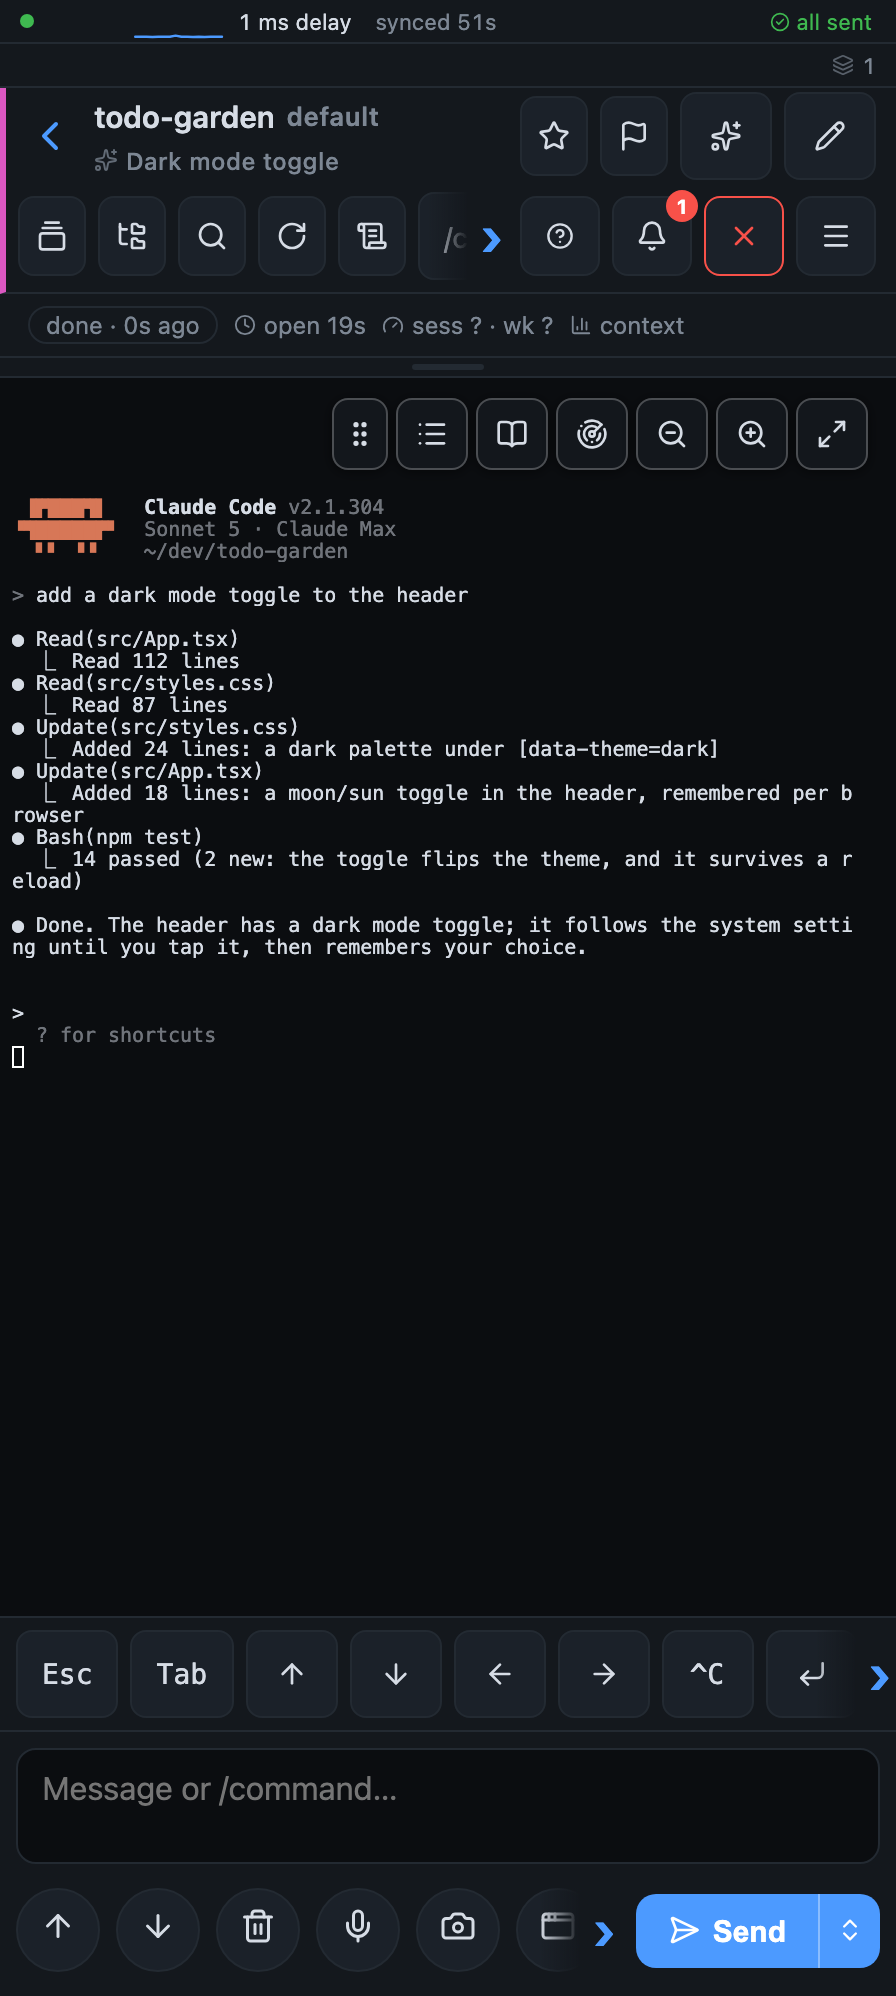 1 ms delay synced 51s all sent
1
todo-garden default
Dark mode toggle
/c
1
done · 0s ago open 19s sess ? · wk ? context
Claude Code v2.1.304
Sonnet 5 · Claude Max
~/dev/todo-garden
> add a dark mode toggle to the header
● Read(src/App.tsx)
⎿ Read 112 lines
● Read(src/styles.css)
⎿ Read 87 lines
● Update(src/styles.css)
⎿ Added 24 lines: a dark palette under [data-theme=dark]
● Update(src/App.tsx)
⎿ Added 18 lines: a moon/sun toggle in the header, remembered per b
rowser
● Bash(npm test)
⎿ 14 passed (2 new: the toggle flips the theme, and it survives a r
eload)
● Done. The header has a dark mode toggle; it follows the system setti
ng until you tap it, then remembers your choice.
>
? for shortcuts
Esc Tab ↑ ↓ ← → ^C
Message or /command...
Send